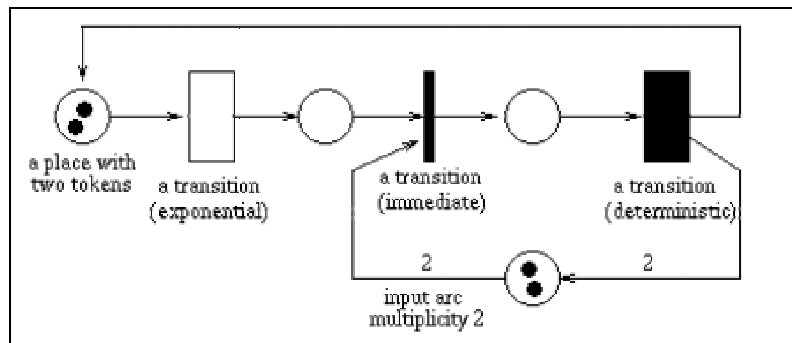 a place with
two tokens
a transition
(exponential)
a transition
(immediate)
a transition
(deterministic)
2
2
input arc
multiplicity 2